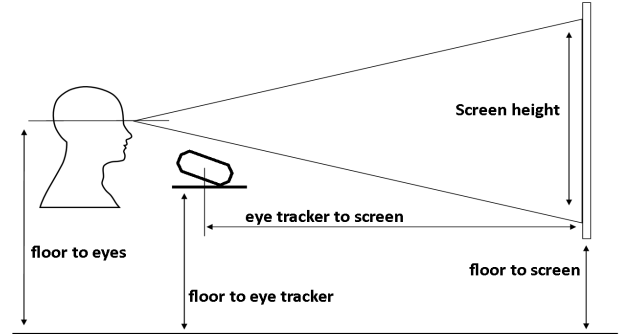 Screen height
eye tracker to screen
floor to eyes
floor to screen
floor to eye tracker